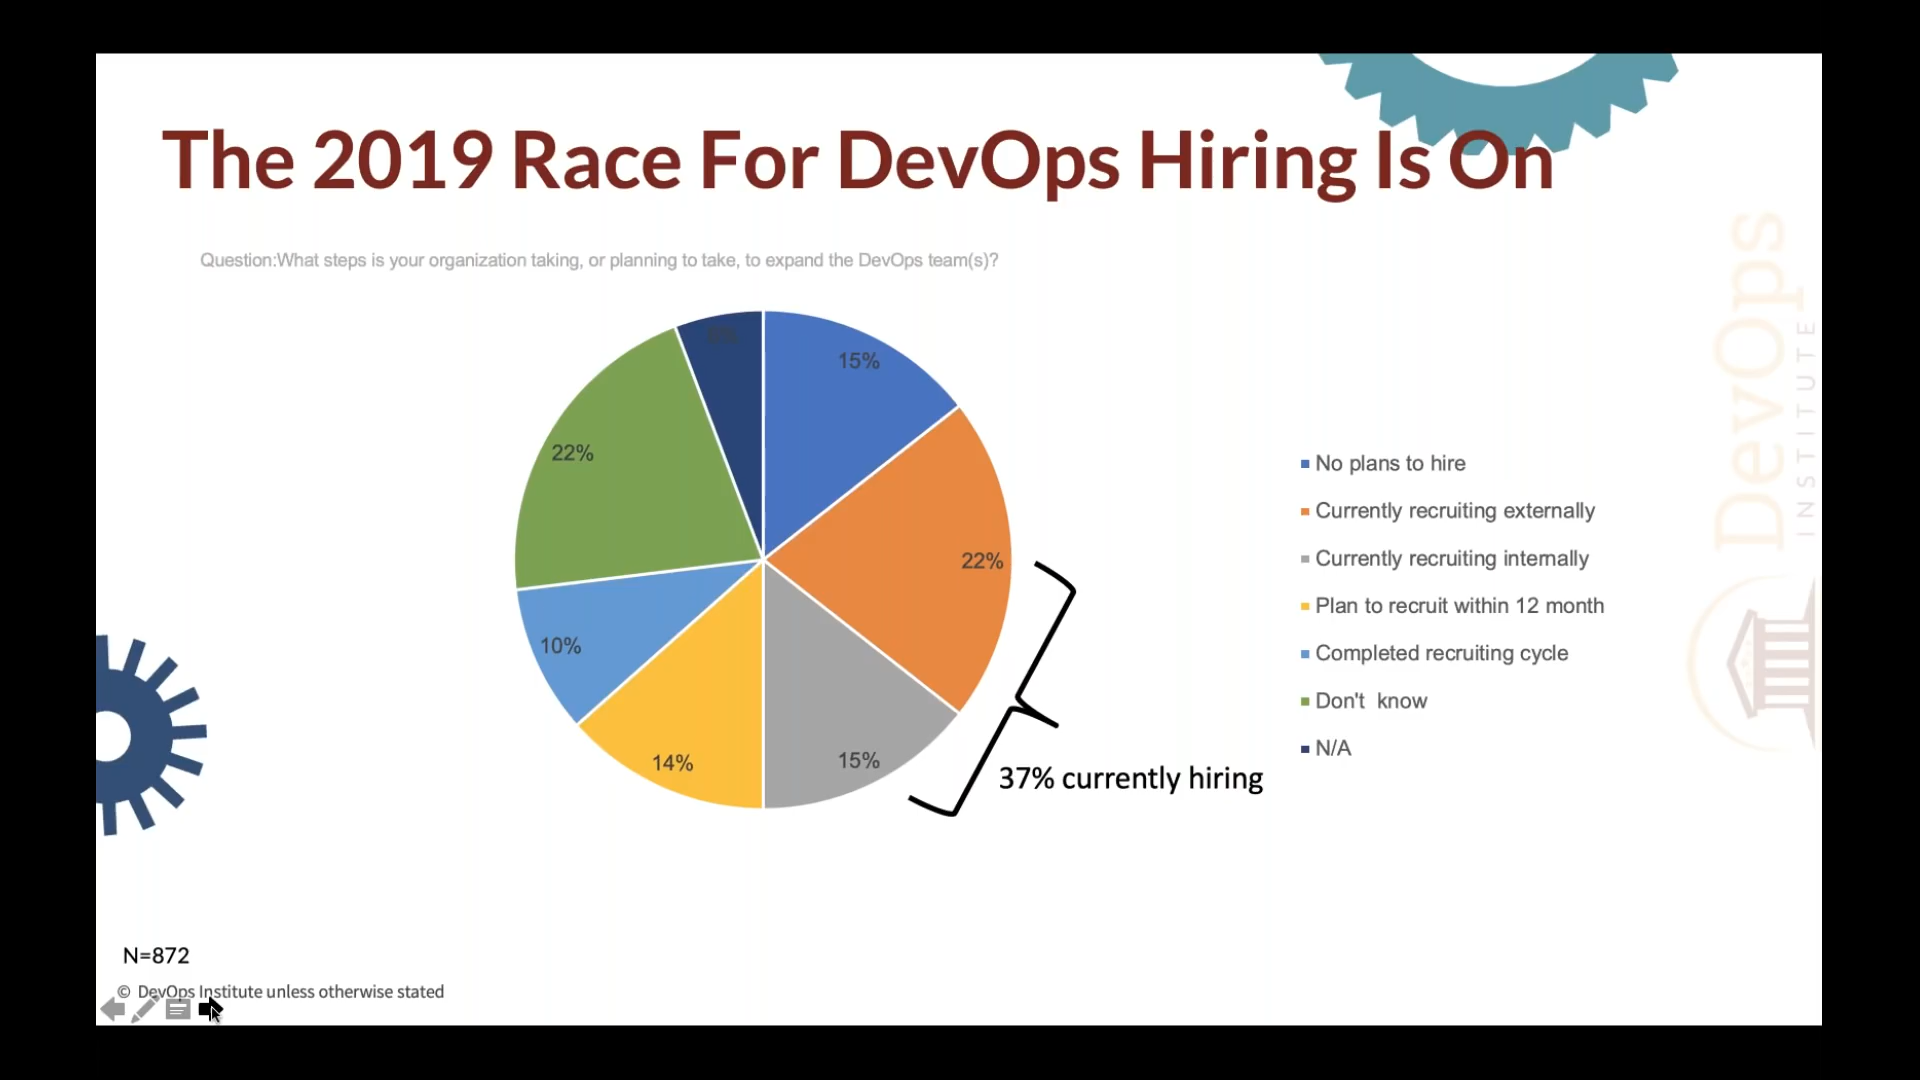 The 2019 Race For DevOps Hiring Is On
Question:What steps is your organization taking, or planning to take, to expand the DevOps team(s)?
15%
22%
15%
14%
10%
22%
37% currently hiring
No plans to hire
Currently recruiting externally
Currently recruiting internally
Plan to recruit within 12 month
Completed recruiting cycle
Don't know
N/A
DevOps
INSTITUTE
N=872
© DevOps Institute unless otherwise stated